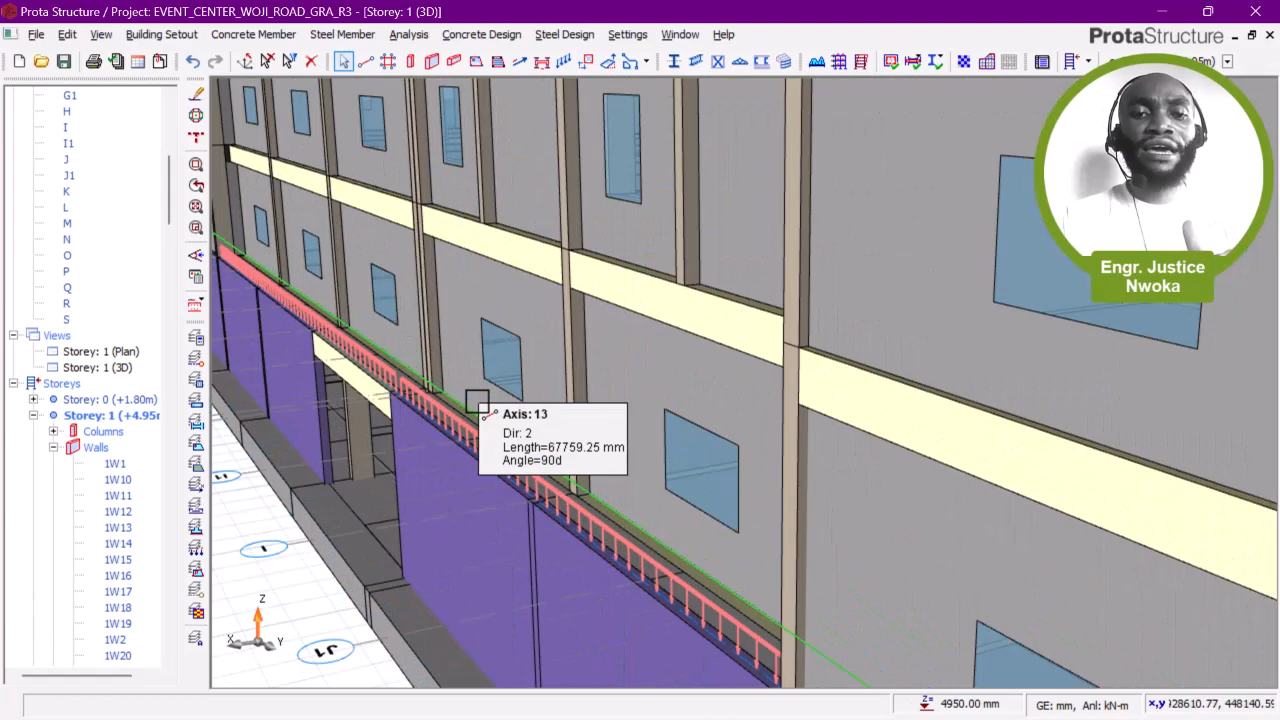 Prota Structure / Project: EVENT_CENTER_WOJI_ROAD_GRA_R3 - [Storey: 1 (3D)]
File Edit View Building Setout Concrete Member Steel Member Analysis Concrete Design Steel Design Settings Window Help
ProtaStructure
G1
H
I
I1
J
J1
K
L
M
N
O
P
Q
R
S
Views
Storey: 1 (Plan)
Storey: 1 (3D)
Storeys
Storey: 0 (+1.80m)
Storey: 1 (+4.95m
Columns
Walls
1W1
1W10
1W11
1W12
1W13
1W14
1W15
1W16
1W17
1W18
1W19
1W2
1W20
Axis: 13
Dir: 2
Length=67759.25 mm
Angle=90d
Engr. Justice
Nwoka
I1
I
J1
Z
X
Y
Z= 4950.00 mm
GE: mm, Anl: kN-m
x,y